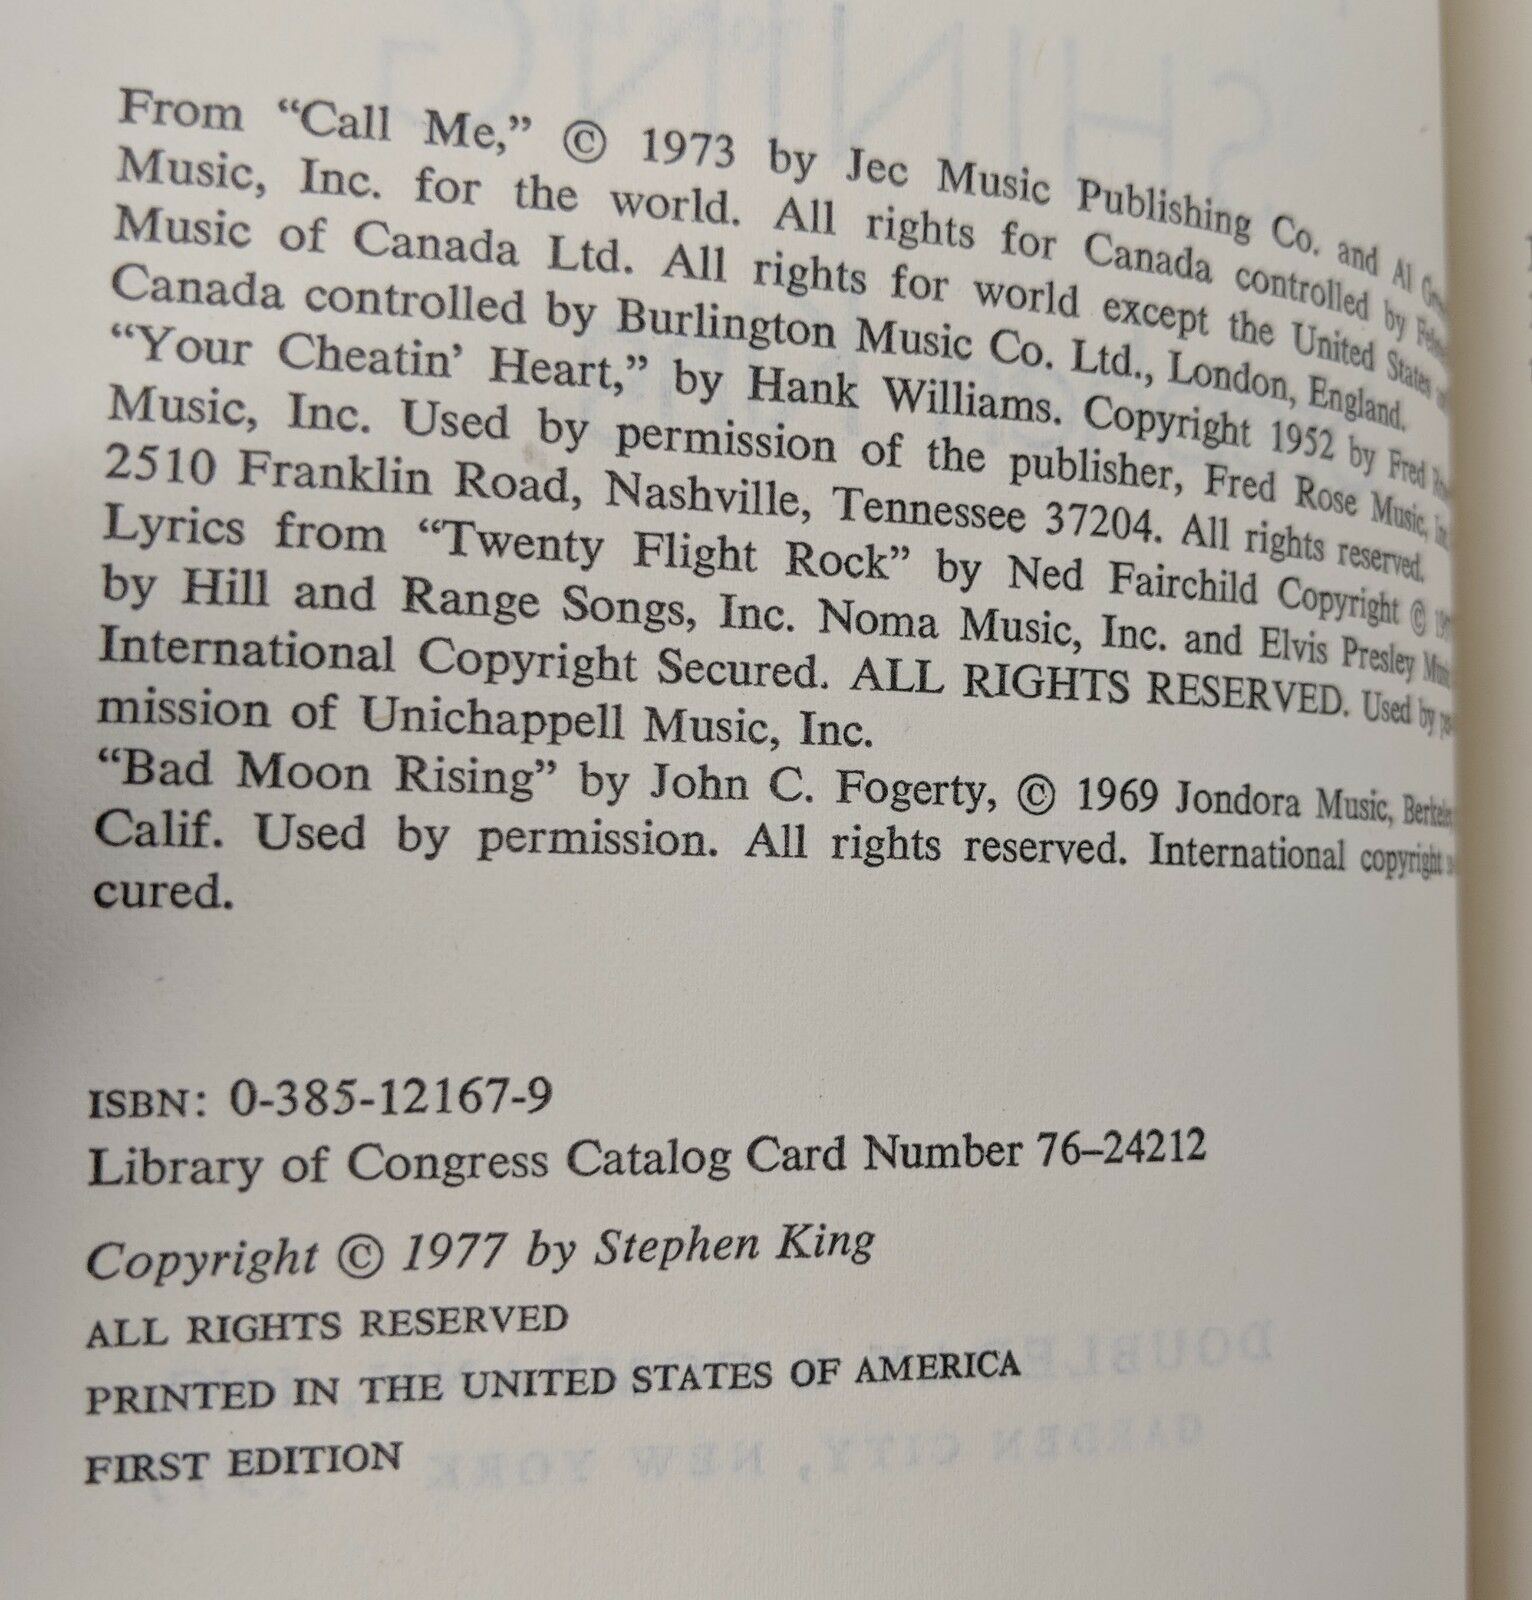 From “Call Me,” © 1973 by Jec Music Publishing Co. and Al
Music, Inc. for the world. All rights for Canada controlled by
Music of Canada Ltd. All rights for world except the United States
Canada controlled by Burlington Music Co. Ltd., London, England.
“Your Cheatin’ Heart,” by Hank Williams. Copyright 1952 by Fred
Music, Inc. Used by permission of the publisher, Fred Rose Music,
2510 Franklin Road, Nashville, Tennessee 37204. All rights reserved.
Lyrics from “Twenty Flight Rock” by Ned Fairchild Copyright ©
by Hill and Range Songs, Inc. Noma Music, Inc. and Elvis Presley
International Copyright Secured. ALL RIGHTS RESERVED. Used by
mission of Unichappell Music, Inc.
“Bad Moon Rising” by John C. Fogerty, © 1969 Jondora Music,
Calif. Used by permission. All rights reserved. International copyright
cured.
ISBN: 0-385-12167-9
Library of Congress Catalog Card Number 76–24212
Copyright © 1977 by Stephen King
ALL RIGHTS RESERVED
PRINTED IN THE UNITED STATES OF AMERICA
FIRST EDITION